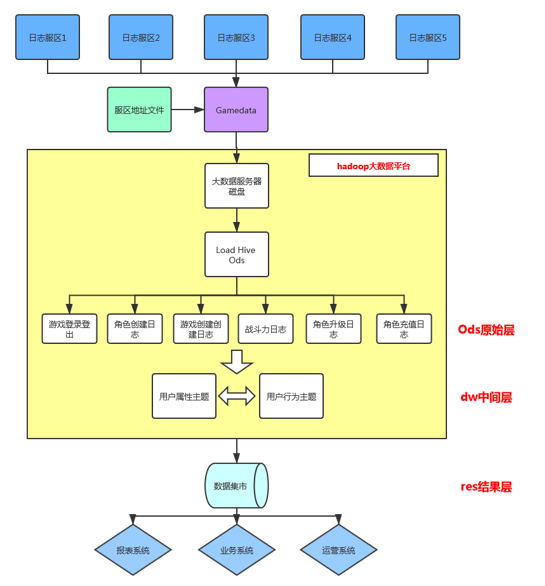 日志服区1
日志服区2
日志服区3
日志服区4
日志服区5
服区地址文件
Gamedata
hadoop大数据平台
大数据服务器
磁盘
Load Hive
Ods
游戏登录登
出
角色创建日
志
游戏创建创
建日志
战斗力日志
角色升级日
志
角色充值日
志
Ods原始层
用户属性主题
用户行为主题
dw中间层
数据集市
res结果层
报表系统
业务系统
运营系统